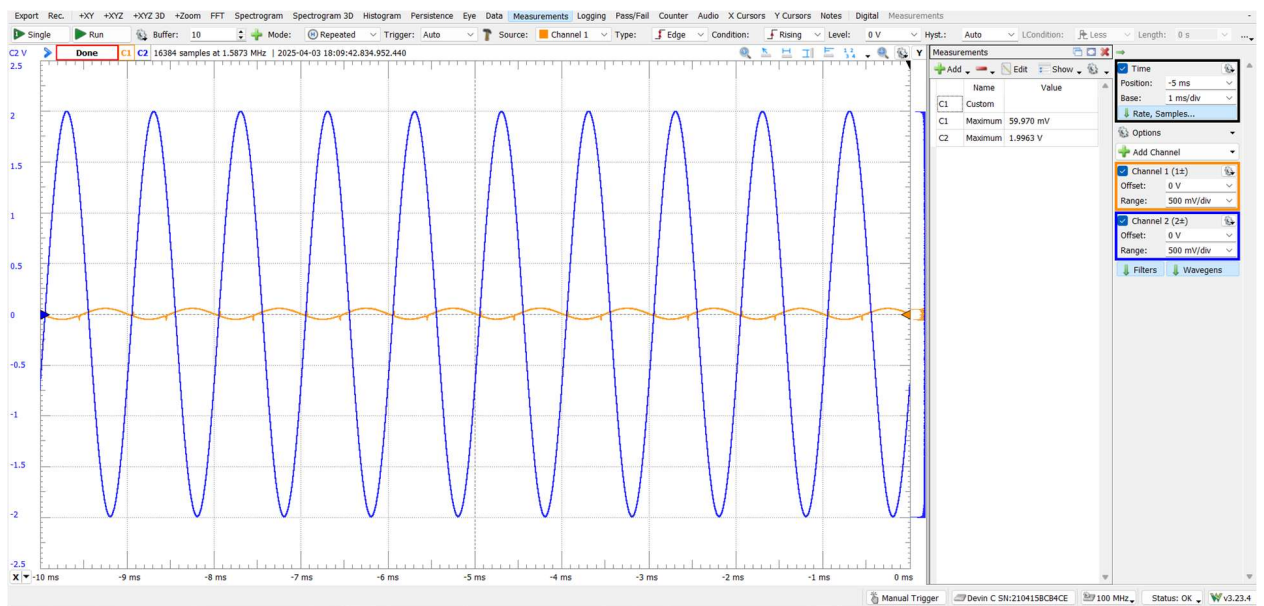 Export Rec. +XY +XYZ +XYZ 3D +Zoom FFT Spectrogram Spectrogram 3D Histogram Persistence Eye Data Measurements Logging Pass/Fail Counter Audio X Cursors Y Cursors Notes Digital Measurements
Single Run Buffer: 10 Mode: Repeated Trigger: Auto Source: Channel 1 Type: Edge Condition: Rising Level: 0 V Hyst.: Auto LCondition: Less Length: 0 s ...
C2 V Done C1 C2 16384 samples at 1.5873 MHz | 2025-04-03 18:09:42.834.952.440 Y
2.5
2
1.5
1
0.5
0
-0.5
-1
-1.5
-2
-2.5
X -10 ms -9 ms -8 ms -7 ms -6 ms -5 ms -4 ms -3 ms -2 ms -1 ms 0 ms
Measurements
Add Edit Show
Name Value
C1 Custom
C1 Maximum 59.970 mV
C2 Maximum 1.9963 V
Time
Position: -5 ms
Base: 1 ms/div
Rate, Samples...
Options
Add Channel
Channel 1 (1±)
Offset: 0 V
Range: 500 mV/div
Channel 2 (2±)
Offset: 0 V
Range: 500 mV/div
Filters Wavegens
Manual Trigger Devin C SN:210415BCB4CE 100 MHz Status: OK v3.23.4